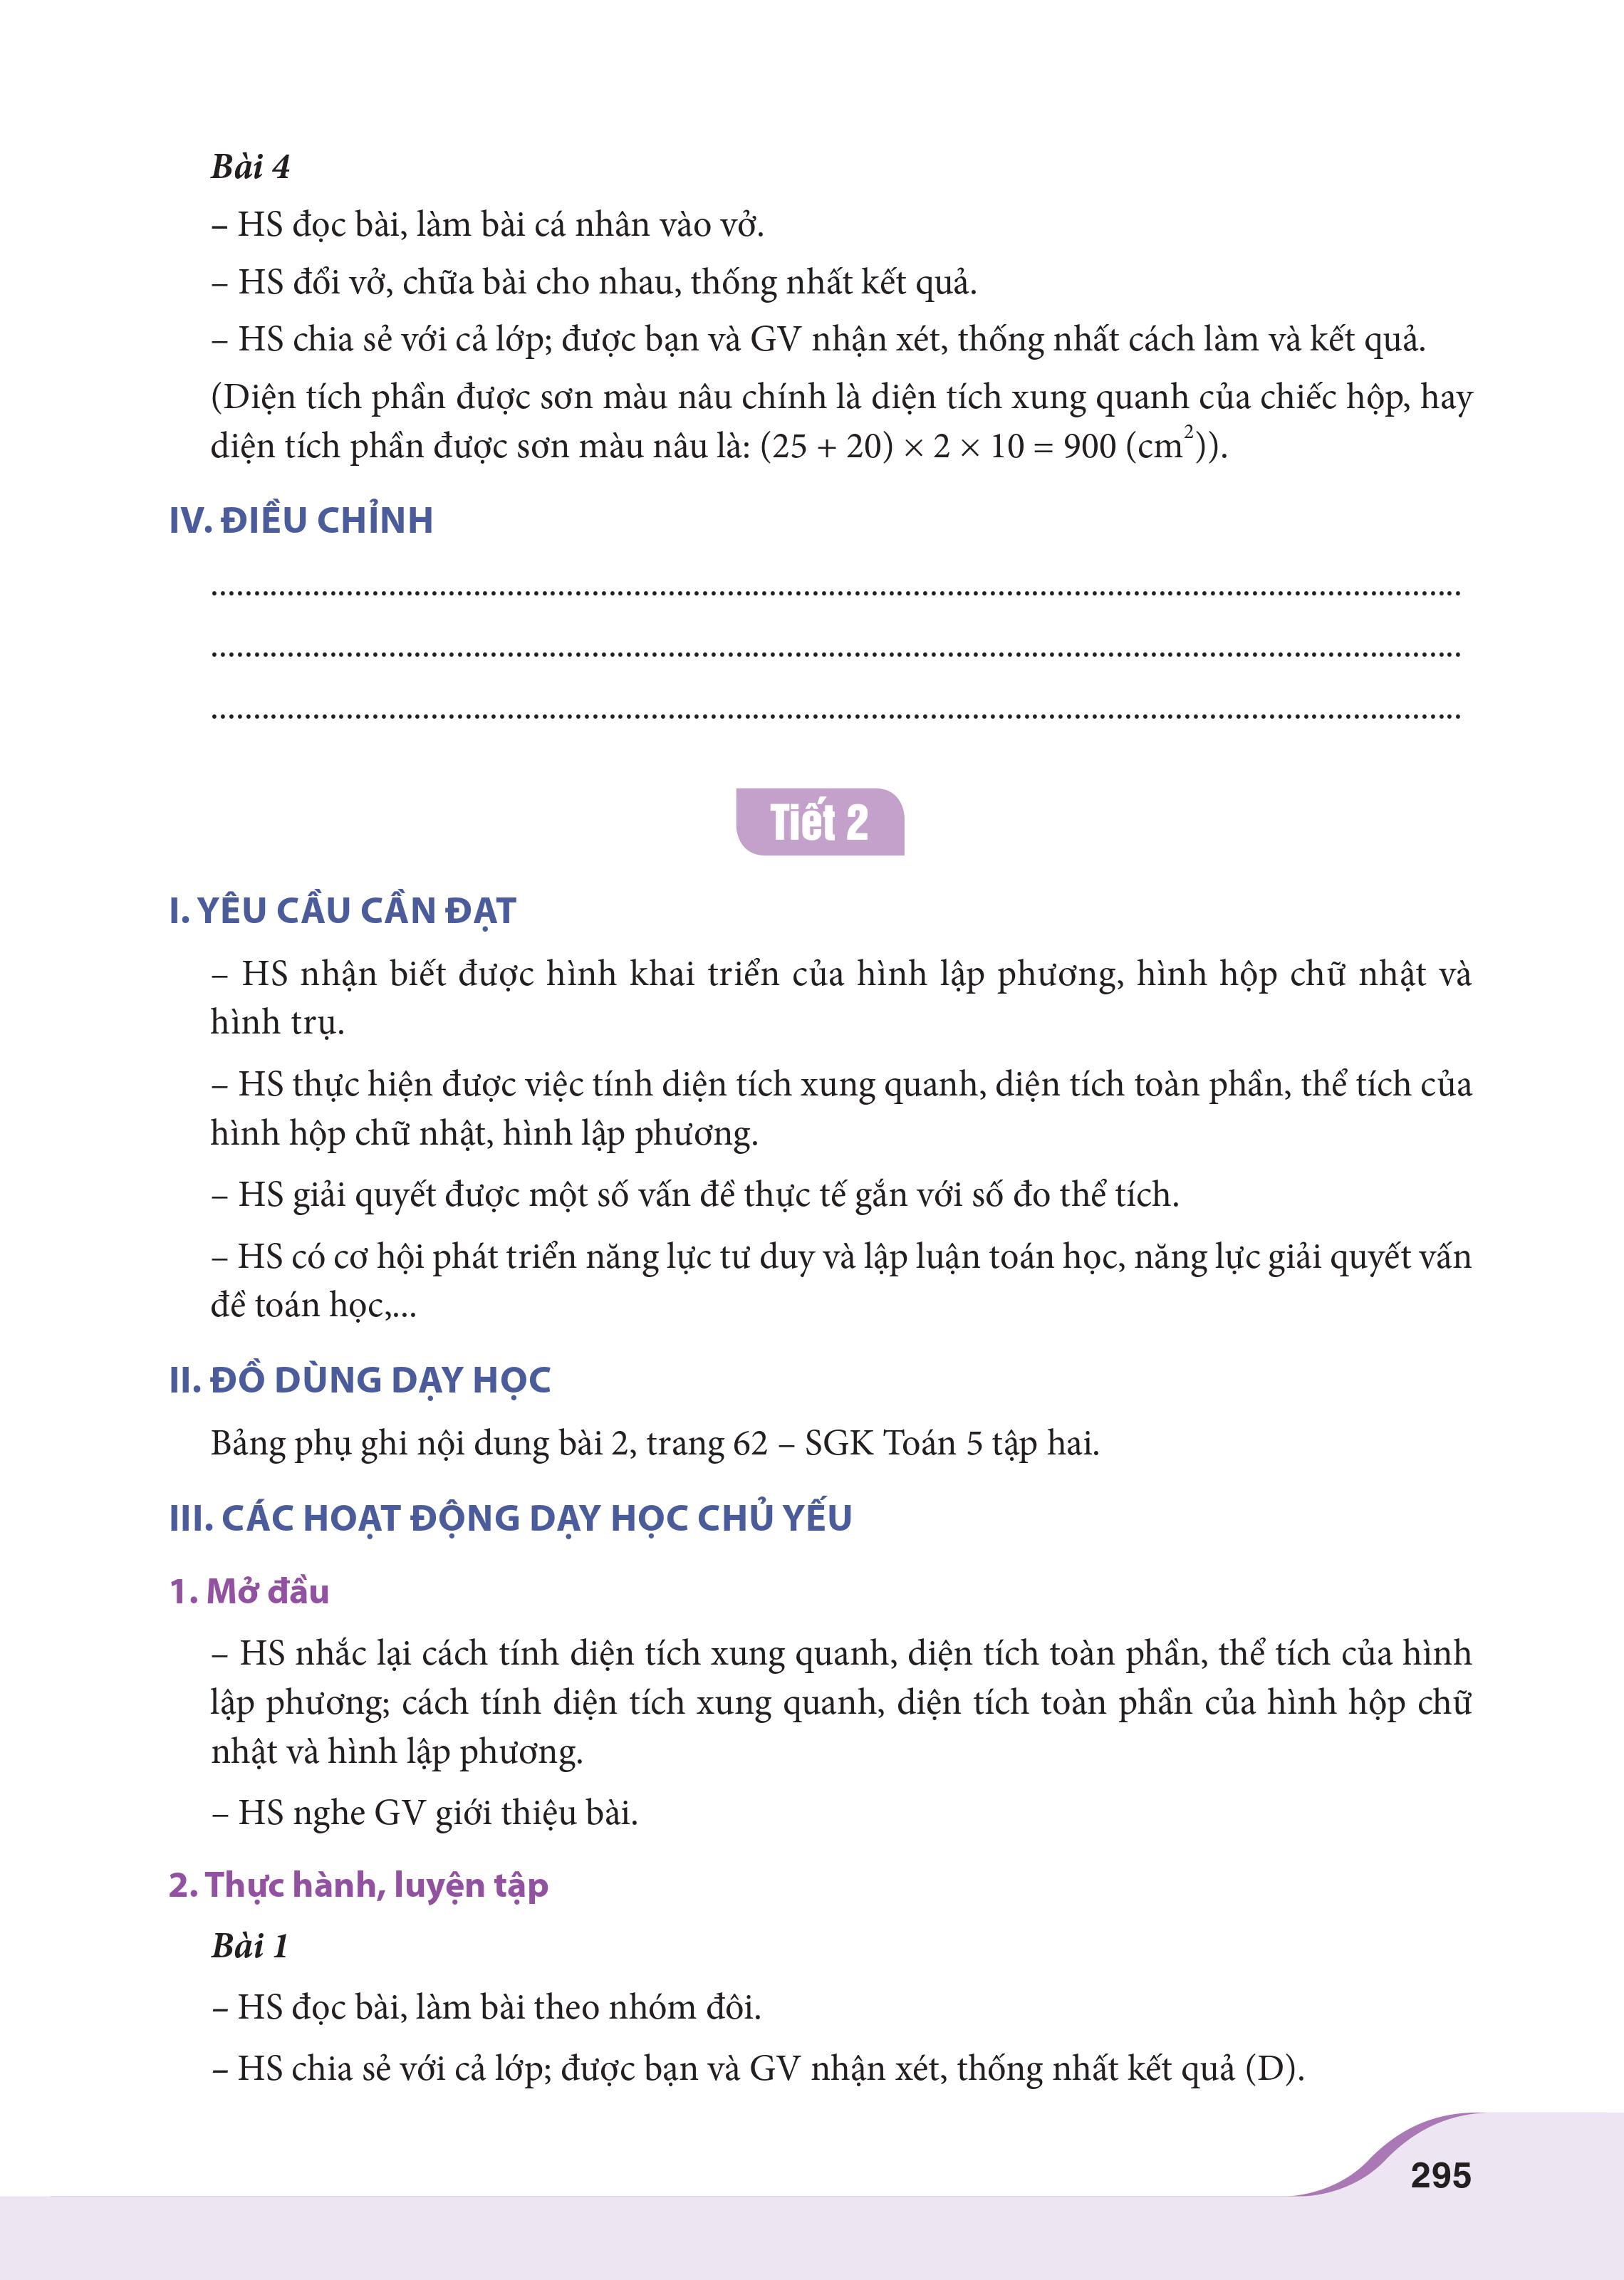 Bài 4
– HS đọc bài, làm bài cá nhân vào vở.
– HS đổi vở, chữa bài cho nhau, thống nhất kết quả.
– HS chia sẻ với cả lớp; được bạn và GV nhận xét, thống nhất cách làm và kết quả.
(Diện tích phần được sơn màu nâu chính là diện tích xung quanh của chiếc hộp, hay
diện tích phần được sơn màu nâu là: (25 + 20) × 2 × 10 = 900 (cm²)).
IV. ĐIỀU CHỈNH
Tiết 2
I. YÊU CẦU CẦN ĐẠT
– HS nhận biết được hình khai triển của hình lập phương, hình hộp chữ nhật và
hình trụ.
– HS thực hiện được việc tính diện tích xung quanh, diện tích toàn phần, thể tích của
hình hộp chữ nhật, hình lập phương.
– HS giải quyết được một số vấn đề thực tế gắn với số đo thể tích.
– HS có cơ hội phát triển năng lực tư duy và lập luận toán học, năng lực giải quyết vấn
đề toán học,...
II. ĐỒ DÙNG DẠY HỌC
Bảng phụ ghi nội dung bài 2, trang 62 – SGK Toán 5 tập hai.
III. CÁC HOẠT ĐỘNG DẠY HỌC CHỦ YẾU
1. Mở đầu
– HS nhắc lại cách tính diện tích xung quanh, diện tích toàn phần, thể tích của hình
lập phương; cách tính diện tích xung quanh, diện tích toàn phần của hình hộp chữ
nhật và hình lập phương.
– HS nghe GV giới thiệu bài.
2. Thực hành, luyện tập
Bài 1
– HS đọc bài, làm bài theo nhóm đôi.
– HS chia sẻ với cả lớp; được bạn và GV nhận xét, thống nhất kết quả (D).
295